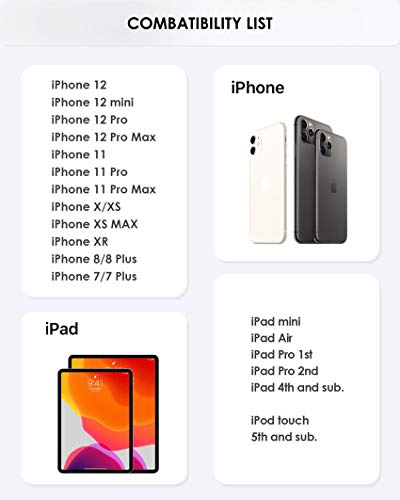 COMBATIBILITY LIST
iPhone 12
iPhone 12 mini
iPhone 12 Pro
iPhone 12 Pro Max
iPhone 11
iPhone 11 Pro
iPhone 11 Pro Max
iPhone X/XS
iPhone XS MAX
iPhone XR
iPhone 8/8 Plus
iPhone 7/7 Plus
iPhone
iPad
9:41
iPad mini
iPad Air
iPad Pro 1st
iPad Pro 2nd
iPad 4th and sub.
iPod touch
5th and sub.